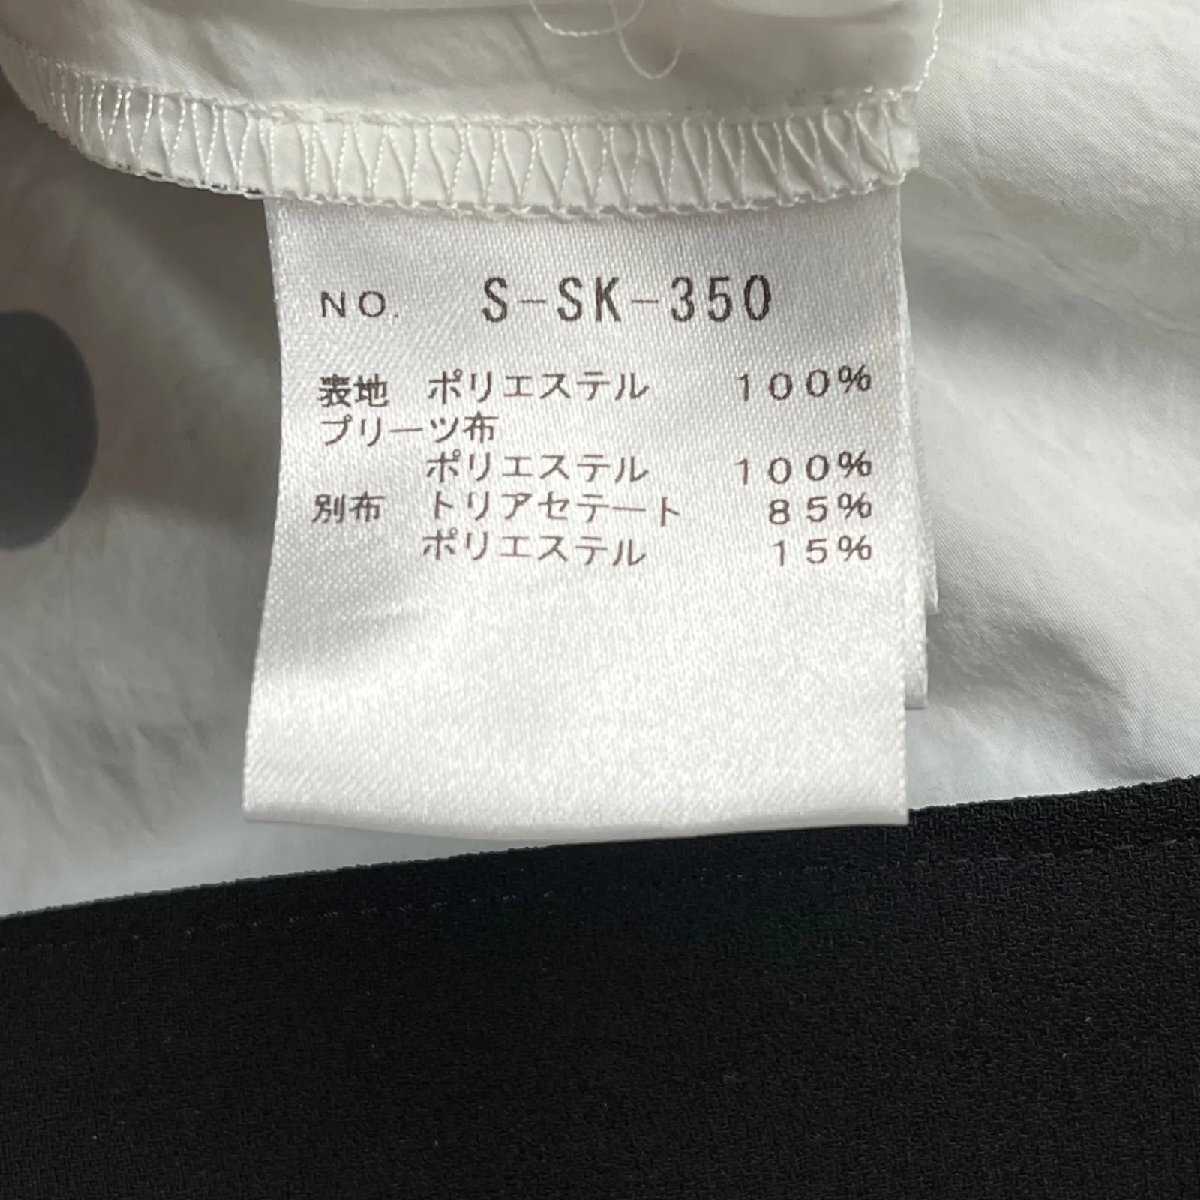 NO. S-SK-350
表地 ポリエステル 100%
プリーツ布
ポリエステル 100%
別布 トリアセテート 85%
ポリエステル 15%